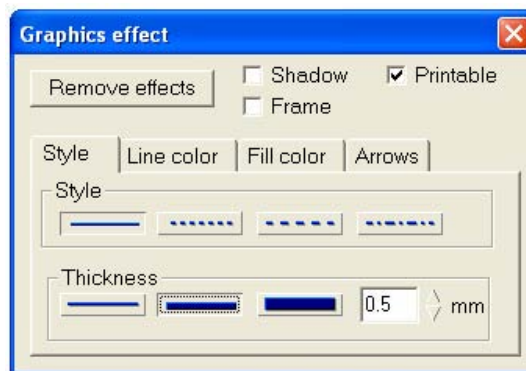 Graphics effect
Remove effects
Shadow
Printable
Frame
Style
Line color
Fill color
Arrows
Style
Thickness
0.5
mm